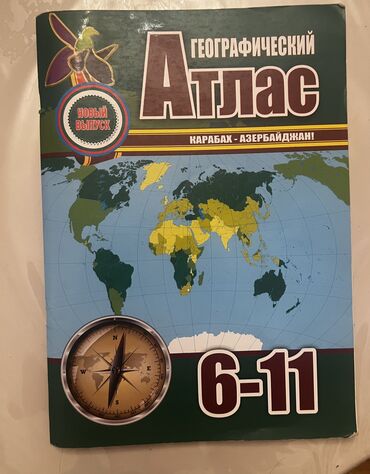 ГЕОГРАФИЧЕСКИЙ
АТЛАС
НОВЫЙ
ВЫПУСК
КАРАБАХ - АЗЕРБАЙДЖАН!
N
W
E
S
6-11